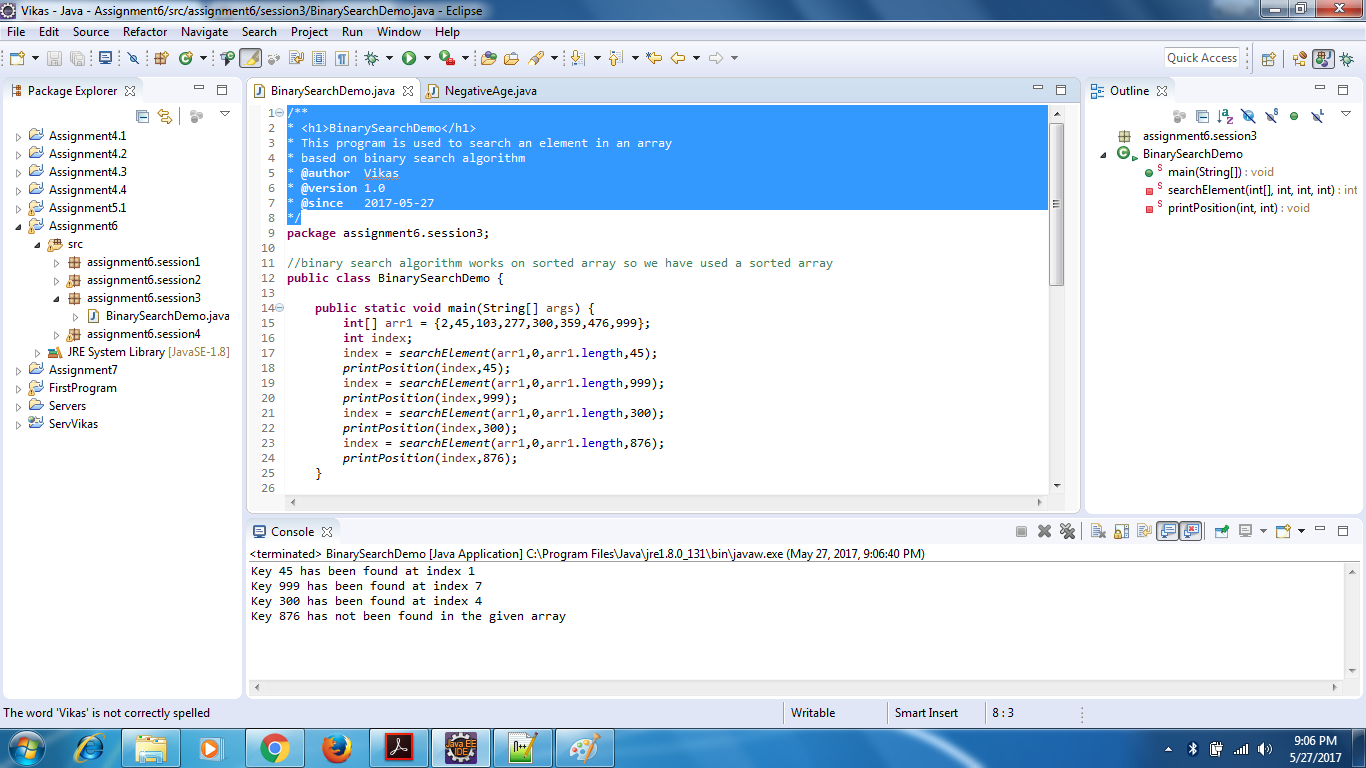 Vikas - Java - Assignment6/src/assignment6/session3/BinarySearchDemo.java - Eclipse
File Edit Source Refactor Navigate Search Project Run Window Help
Quick Access
Package Explorer
Assignment4.1
Assignment4.2
Assignment4.3
Assignment4.4
Assignment5.1
Assignment6
src
assignment6.session1
assignment6.session2
assignment6.session3
BinarySearchDemo.java
assignment6.session4
JRE System Library [JavaSE-1.8]
Assignment7
FirstProgram
Servers
ServVikas
BinarySearchDemo.java NegativeAge.java
1 /**
2 * <h1>BinarySearchDemo</h1>
3 * This program is used to search an element in an array
4 * based on binary search algorithm
5 * @author  Vikas
6 * @version 1.0
7 * @since   2017-05-27
8 */
9 package assignment6.session3;
10
11 //binary search algorithm works on sorted array so we have used a sorted array
12 public class BinarySearchDemo {
13
14     public static void main(String[] args) {
15         int[] arr1 = {2,45,103,277,300,359,476,999};
16         int index;
17         index = searchElement(arr1,0,arr1.length,45);
18         printPosition(index,45);
19         index = searchElement(arr1,0,arr1.length,999);
20         printPosition(index,999);
21         index = searchElement(arr1,0,arr1.length,300);
22         printPosition(index,300);
23         index = searchElement(arr1,0,arr1.length,876);
24         printPosition(index,876);
25     }
26
Outline
assignment6.session3
BinarySearchDemo
main(String[]) : void
searchElement(int[], int, int, int) : int
printPosition(int, int) : void
Console
<terminated> BinarySearchDemo [Java Application] C:\Program Files\Java\jre1.8.0_131\bin\javaw.exe (May 27, 2017, 9:06:40 PM)
Key 45 has been found at index 1
Key 999 has been found at index 7
Key 300 has been found at index 4
Key 876 has not been found in the given array
The word 'Vikas' is not correctly spelled Writable Smart Insert 8 : 3
Java EE
IDE
9:06 PM
5/27/2017